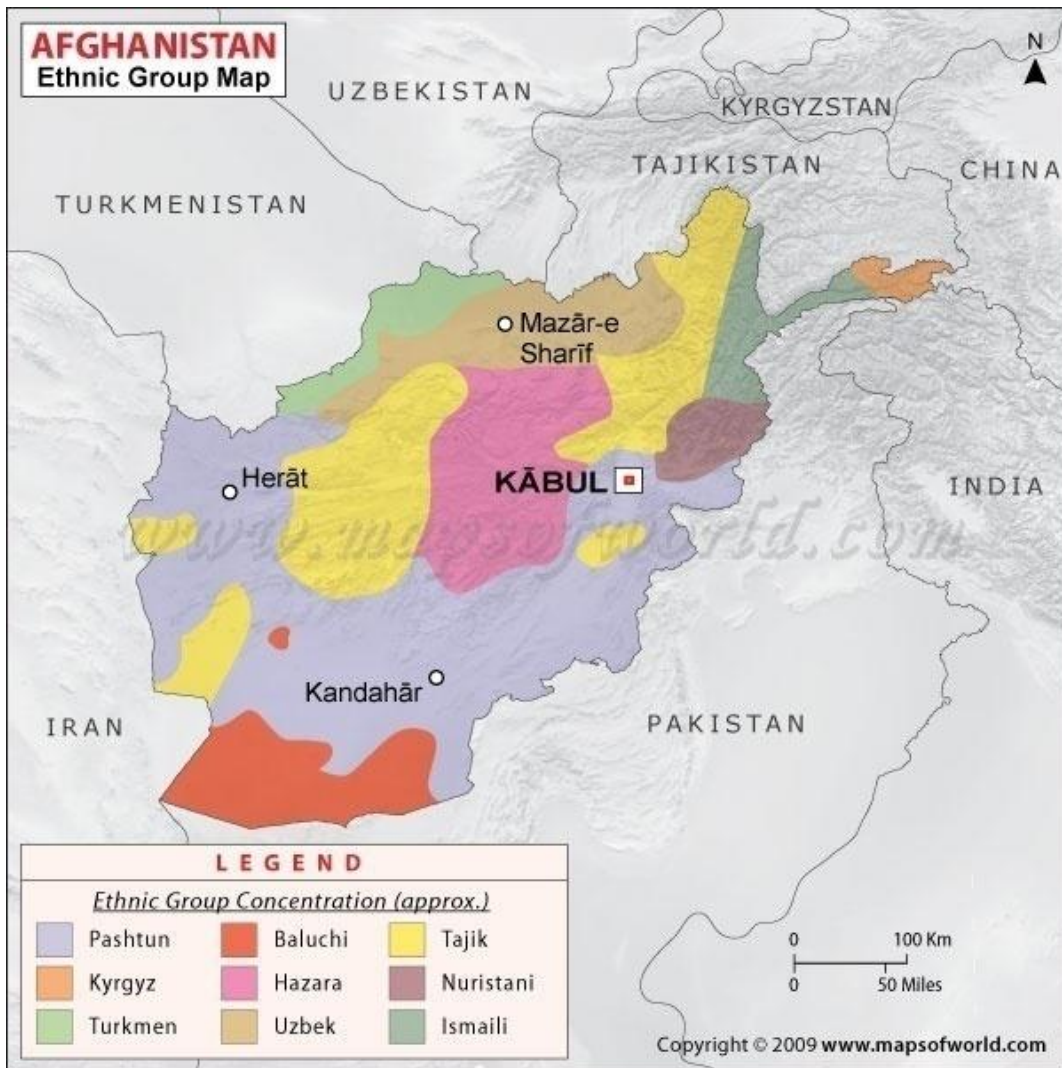 AFGHANISTAN
Ethnic Group Map
N
UZBEKISTAN
KYRGYZSTAN
TAJIKISTAN
CHINA
TURKMENISTAN
Mazār-e
Sharīf
Herāt
KĀBUL
INDIA
www.mapsofworld.com
Kandahār
IRAN
PAKISTAN
LEGEND
Ethnic Group Concentration (approx.)
Pashtun Baluchi Tajik
Kyrgyz Hazara Nuristani
Turkmen Uzbek Ismaili
0 100 Km
0 50 Miles
Copyright © 2009 www.mapsofworld.com